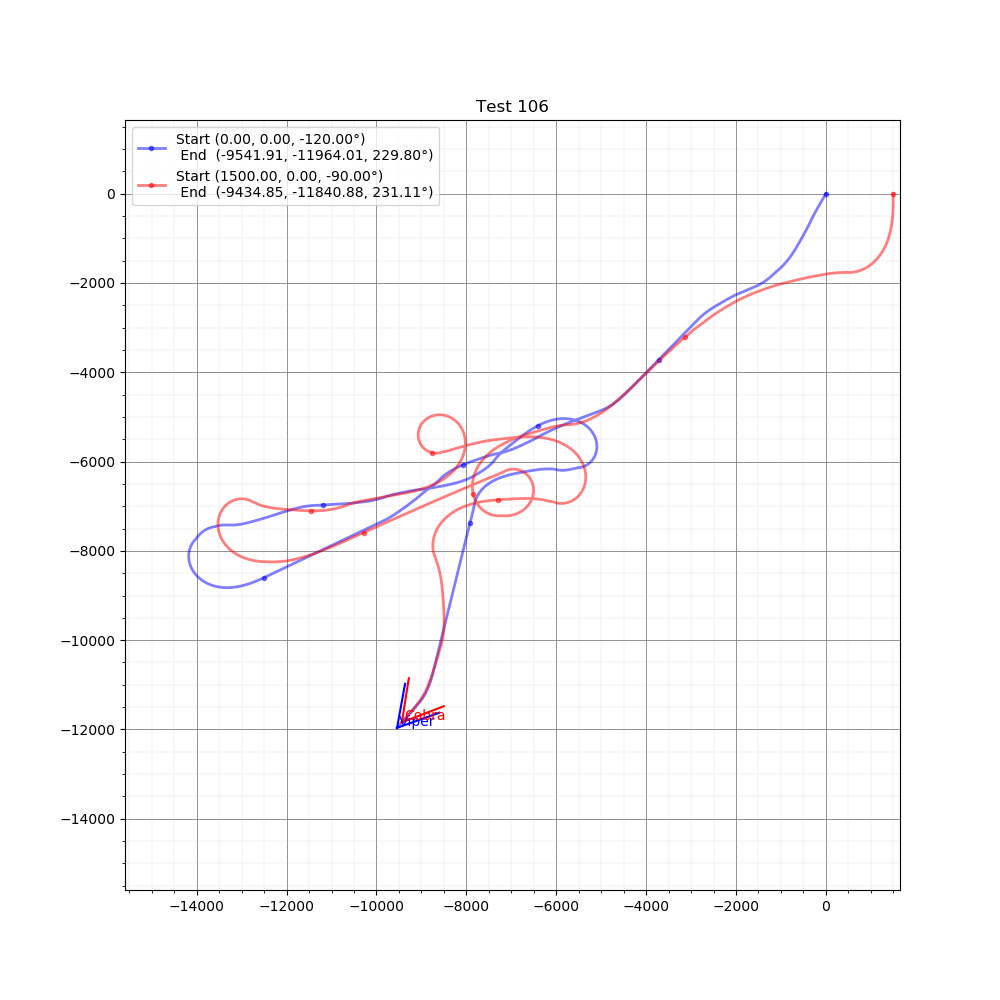 Test 106
Start (0.00, 0.00, -120.00°)
End (-9541.91, -11964.01, 229.80°)
Start (1500.00, 0.00, -90.00°)
End (-9434.85, -11840.88, 231.11°)
0
−2000
−4000
−6000
−8000
−10000
−12000
−14000
Cobra
Viper
−14000 −12000 −10000 −8000 −6000 −4000 −2000 0